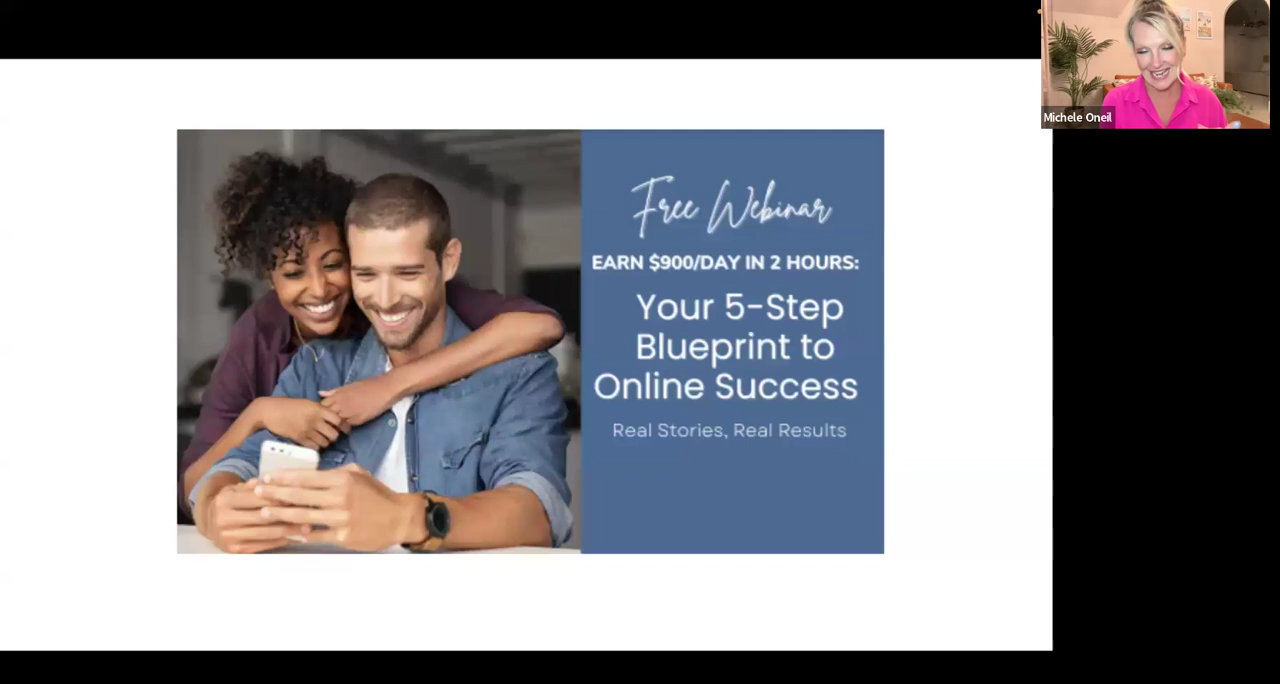 Michele Oneil
Free Webinar
EARN $900/DAY IN 2 HOURS:
Your 5-Step
Blueprint to
Online Success
Real Stories, Real Results